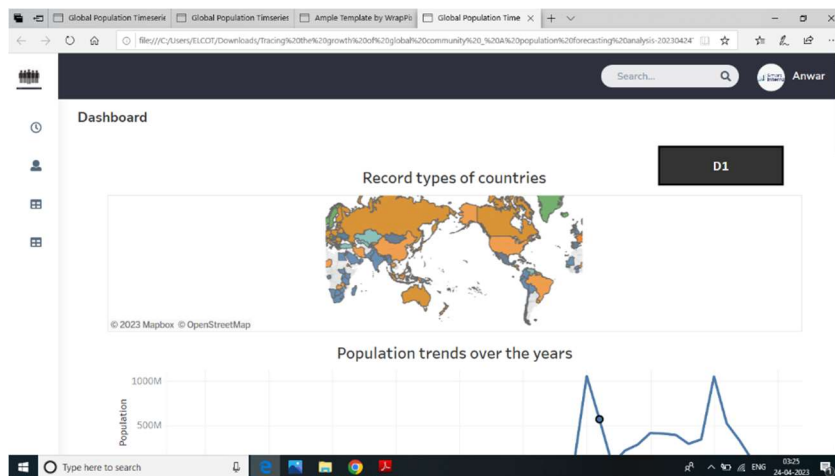 Global Population Timeserie
Global Population Timeseries
Ample Template by WrapPix
Global Population Time
file:///C:/Users/ELCOT/Downloads/Tracing%20the%20growth%20of%20global%20community%20_%20A%20population%20forecasting%20analysis-20230424
Search...
Anwar
Dashboard
D1
Record types of countries
© 2023 Mapbox © OpenStreetMap
Population trends over the years
1000M
500M
Population
Type here to search
ENG
03:25
24-04-2023